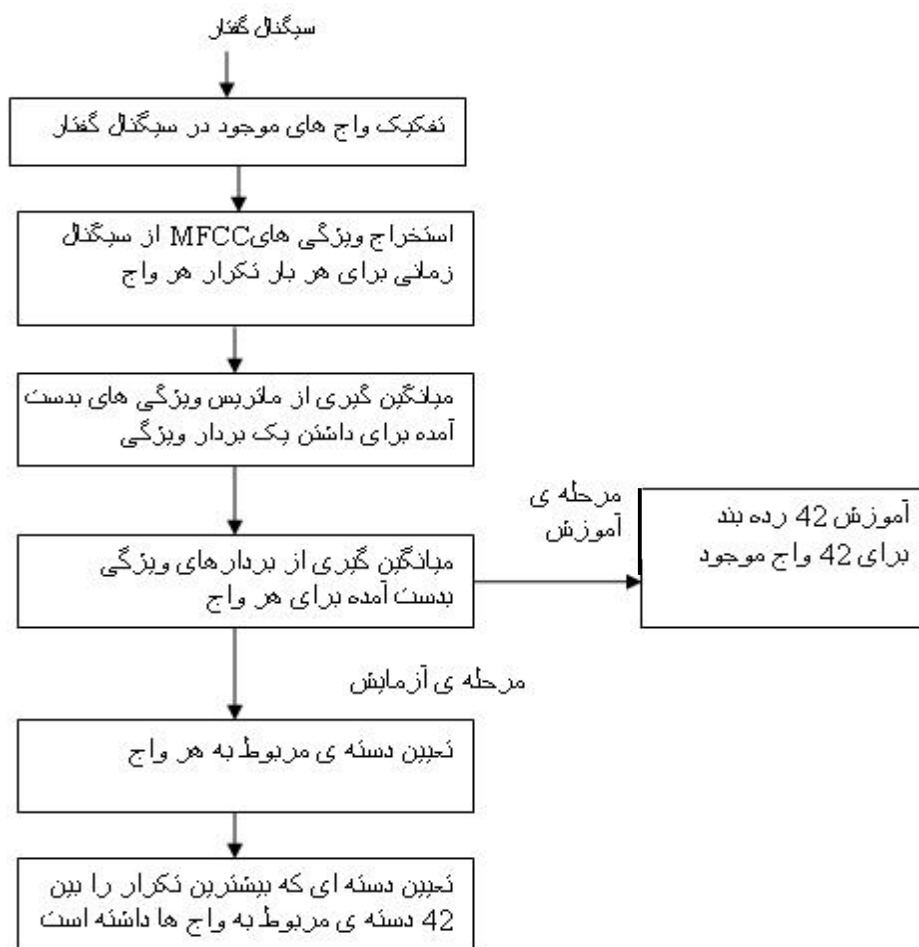 سیگنال گفتار
تفکیک واج های موجود در سیگنال گفتار
استخراج ویژگی های MFCC از سیگنال
زمانی برای هر بار تکرار هر واج
میانگین گیری از ماتریس ویژگی های بدست
آمده برای داشتن یک بردار ویژگی
میانگین گیری از بردارهای ویژگی
بدست آمده برای هر واج
مرحله ی
آموزش
آموزش 42 رده بند
برای 42 واج موجود
مرحله ی آزمایش
تعیین دسته ی مربوط به هر واج
تعیین دسته ای که بیشترین تکرار را بین
42 دسته ی مربوط به واج ها داشته است